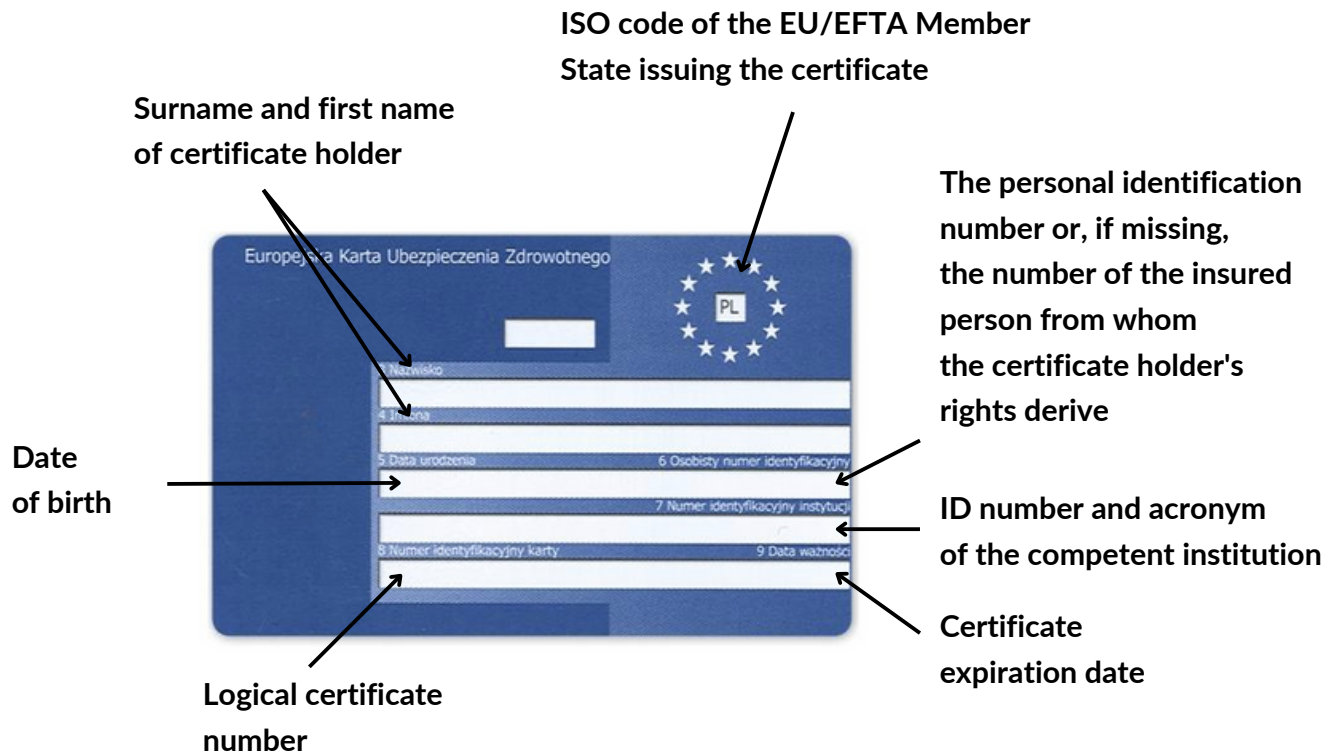 ISO code of the EU/EFTA Member
State issuing the certificate
Surname and first name
of certificate holder
The personal identification
number or, if missing,
the number of the insured
person from whom
the certificate holder's
rights derive
Europejska Karta Ubezpieczenia Zdrowotnego
PL
3 Nazwisko
4 Imiona
5 Data urodzenia
6 Osobisty numer identyfikacyjny
7 Numer identyfikacyjny instytucji
8 Numer identyfikacyjny karty
9 Data ważności
Date
of birth
ID number and acronym
of the competent institution
Certificate
expiration date
Logical certificate
number